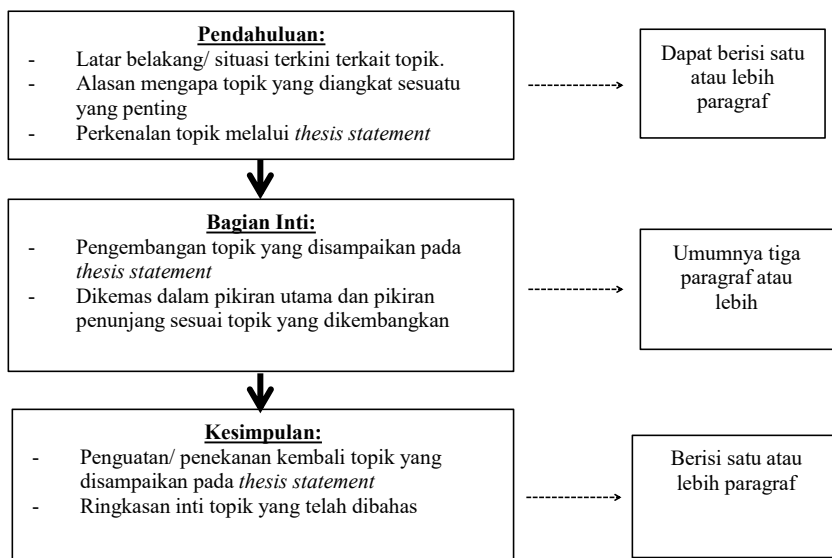 Pendahuluan:
- Latar belakang/ situasi terkini terkait topik.
- Alasan mengapa topik yang diangkat sesuatu
yang penting
- Perkenalan topik melalui thesis statement
Dapat berisi satu
atau lebih
paragraf
Bagian Inti:
- Pengembangan topik yang disampaikan pada
thesis statement
- Dikemas dalam pikiran utama dan pikiran
penunjang sesuai topik yang dikembangkan
Umumnya tiga
paragraf atau
lebih
Kesimpulan:
- Penguatan/ penekanan kembali topik yang
disampaikan pada thesis statement
- Ringkasan inti topik yang telah dibahas
Berisi satu atau
lebih paragraf